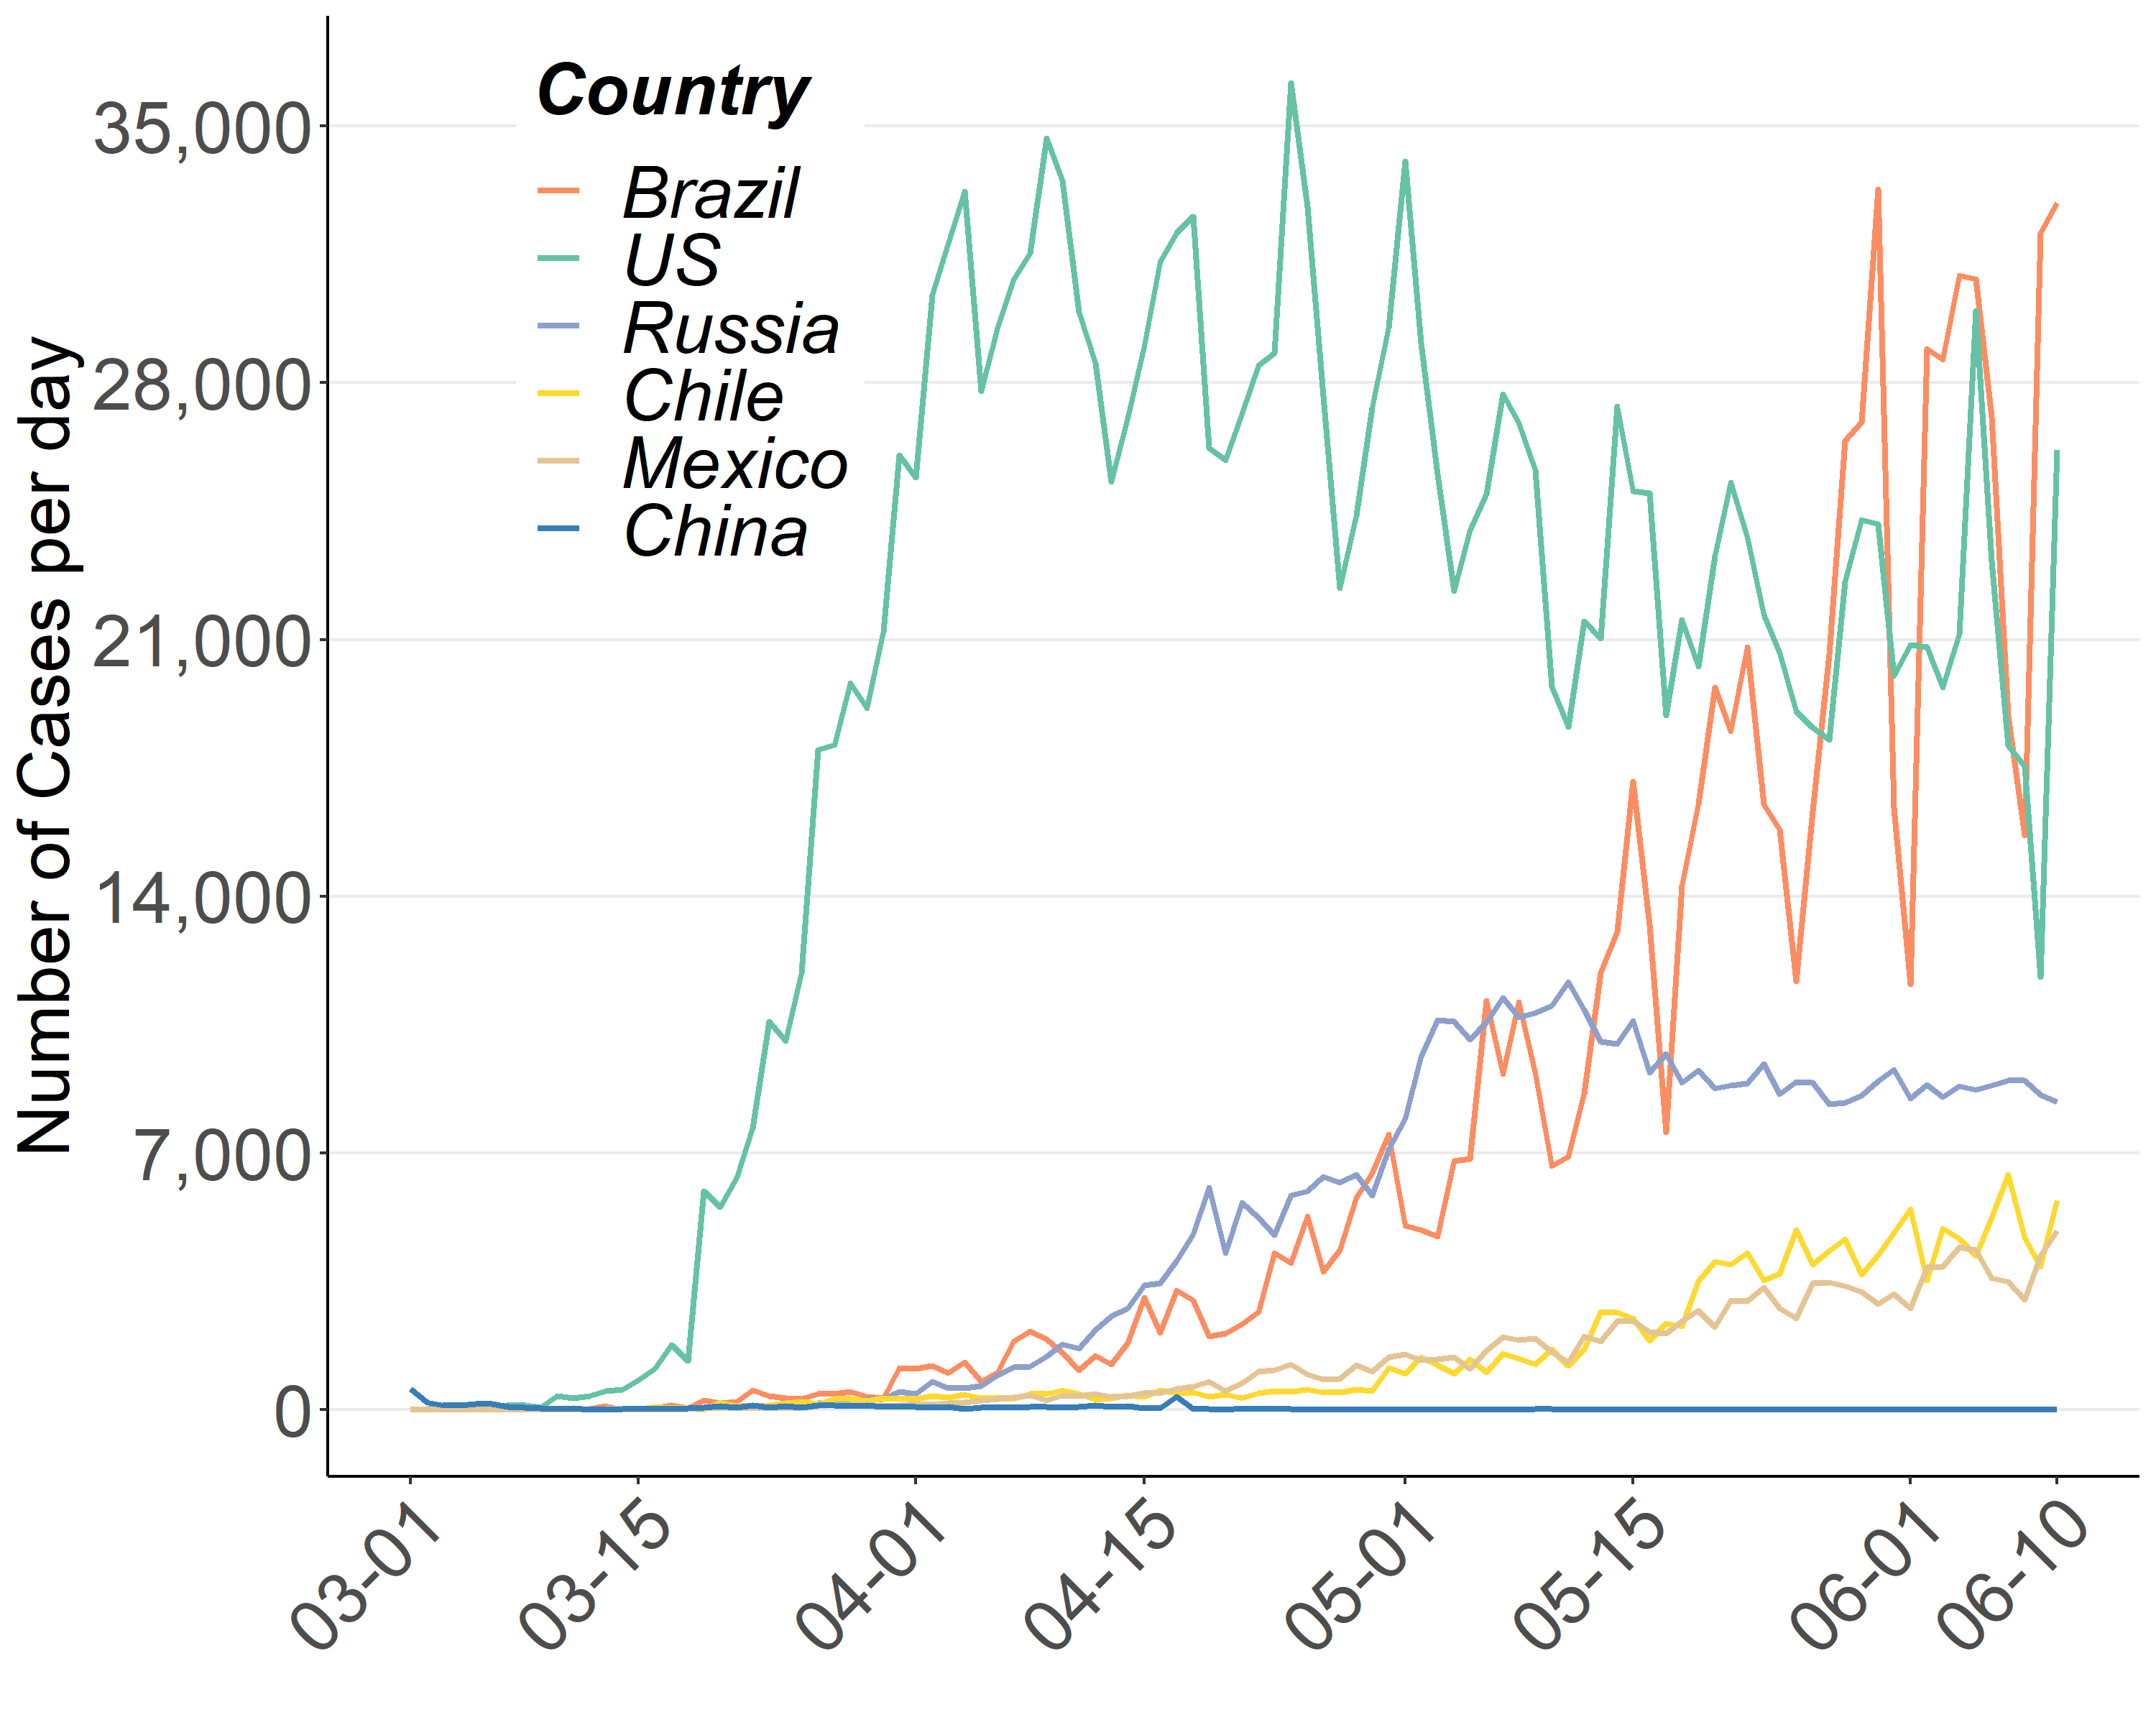 Country
Brazil
US
Russia
Chile
Mexico
China
Number of Cases per day
35,000
28,000
21,000
14,000
7,000
0
03-01
03-15
04-01
04-15
05-01
05-15
06-01
06-10